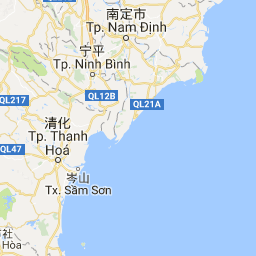 南定市
Tp. Nam Định
宁平
Tp. Ninh Bình
QL12B
QL217
QL21A
清化
Tp. Thanh
Hoá
QL47
岑山
Tx. Sầm Sơn
Hòa